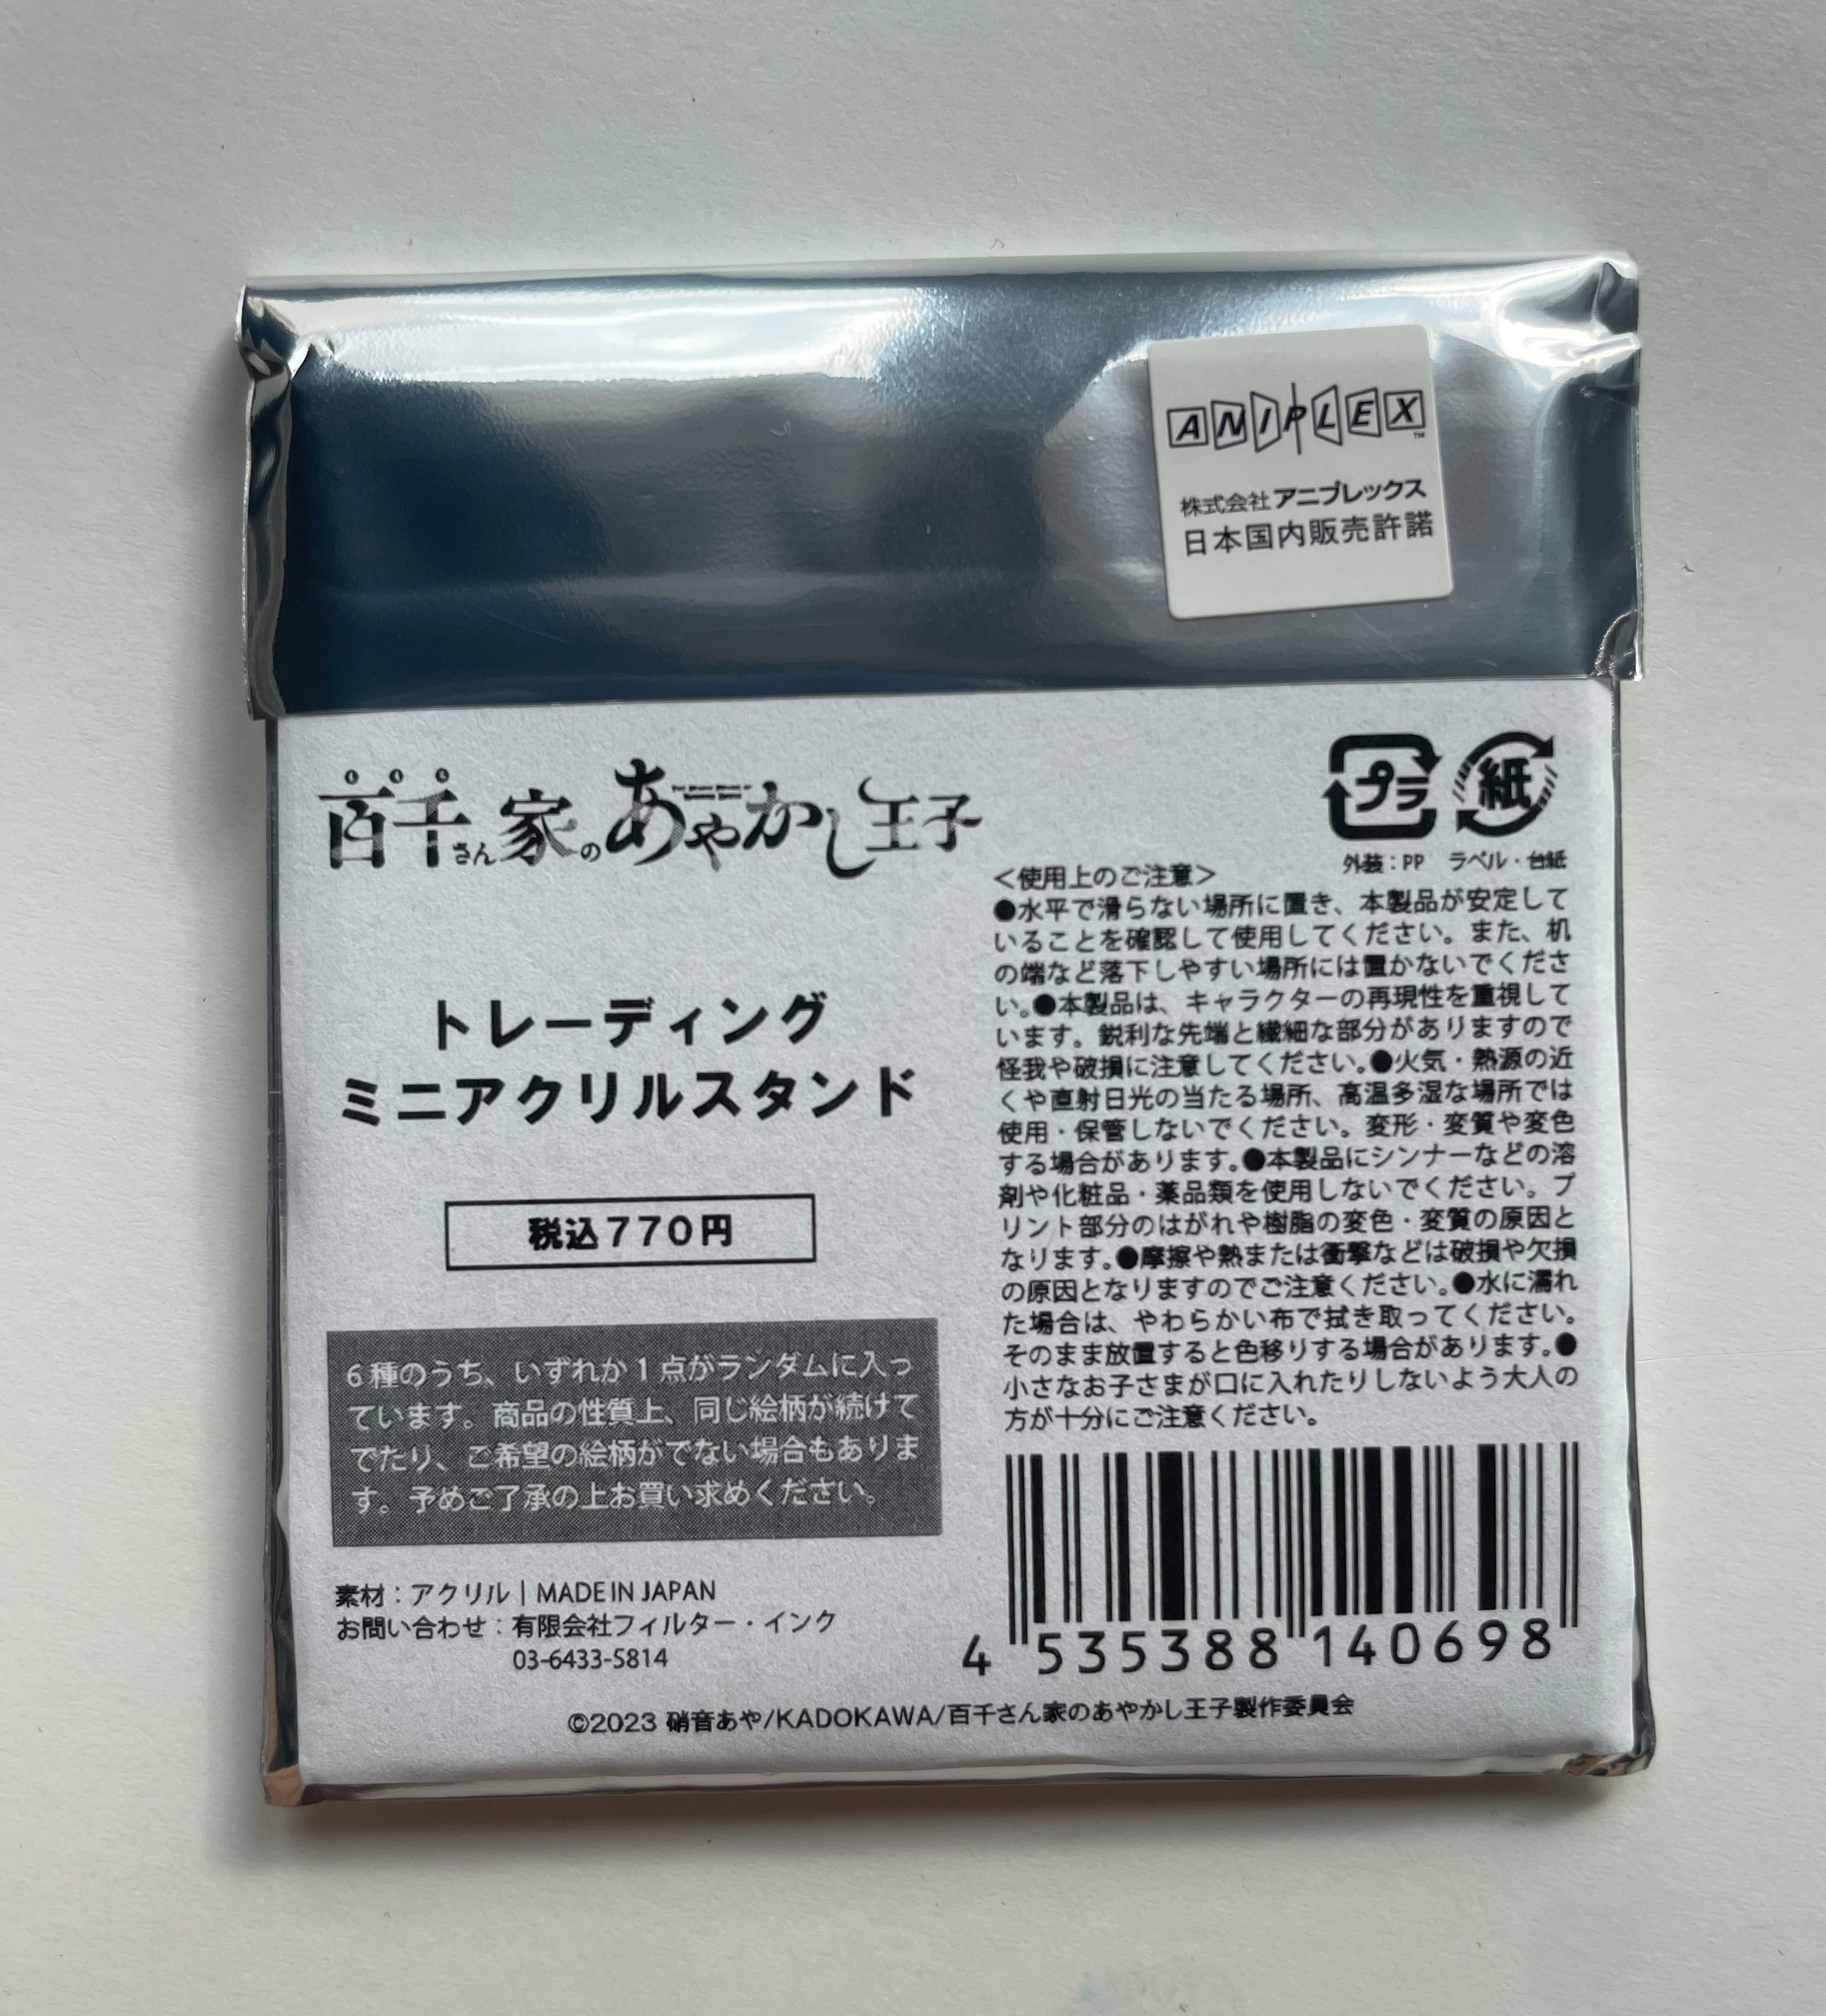 ANIPLEX™
株式会社アニプレックス
日本国内販売許諾
百千さん家のあやかし王子
プラ 紙
外装：PP ラベル・台紙
トレーディング
ミニアクリルスタンド
税込770円
6種のうち、いずれか1点がランダムに入っ
ています。商品の性質上、同じ絵柄が続けて
でたり、ご希望の絵柄がでない場合もありま
す。予めご了承の上お買い求めください。
素材：アクリル｜MADE IN JAPAN
お問い合わせ：有限会社フィルター・インク
03-6433-5814
＜使用上のご注意＞
●水平で滑らない場所に置き、本製品が安定して
いることを確認して使用してください。また、机
の端など落下しやすい場所には置かないでくださ
い。●本製品は、キャラクターの再現性を重視して
います。鋭利な先端と繊細な部分がありますので
怪我や破損に注意してください。●火気・熱源の近
くや直射日光の当たる場所、高温多湿な場所では
使用・保管しないでください。変形・変質や変色
する場合があります。●本製品にシンナーなどの溶
剤や化粧品・薬品類を使用しないでください。プ
リント部分のはがれや樹脂の変色・変質の原因と
なります。●摩擦や熱または衝撃などは破損や欠損
の原因となりますのでご注意ください。●水に濡れ
た場合は、やわらかい布で拭き取ってください。
そのまま放置すると色移りする場合があります。●
小さなお子さまが口に入れたりしないよう大人の
方が十分にご注意ください。
4 535388 140698
©2023 硝音あや/KADOKAWA/百千さん家のあやかし王子製作委員会